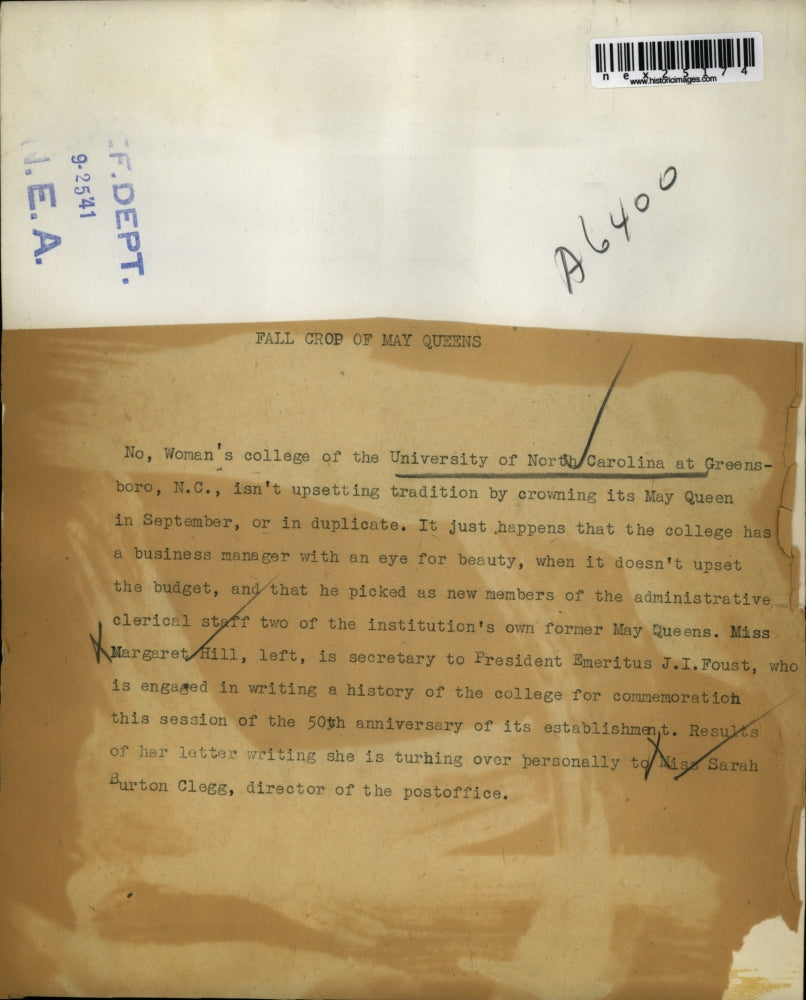 nex25174
www.historicimages.com
.F. DEPT.
9-2541
N.E.A.
A6400
FALL CROP OF MAY QUEENS
No, Woman's college of the University of North Carolina at Greens-
boro, N.C., isn't upsetting tradition by crowning its May Queen
in September, or in duplicate. It just happens that the college has
a business manager with an eye for beauty, when it doesn't upset
the budget, and that he picked as new members of the administrative
clerical staff two of the institution's own former May Queens. Miss
Margaret Hill, left, is secretary to President Emeritus J.I.Foust, who
is engaged in writing a history of the college for commemoration
this session of the 50th anniversary of its establishment. Results
of her letter writing she is turhing over personally to Miss Sarah
Burton Clegg, director of the postoffice.